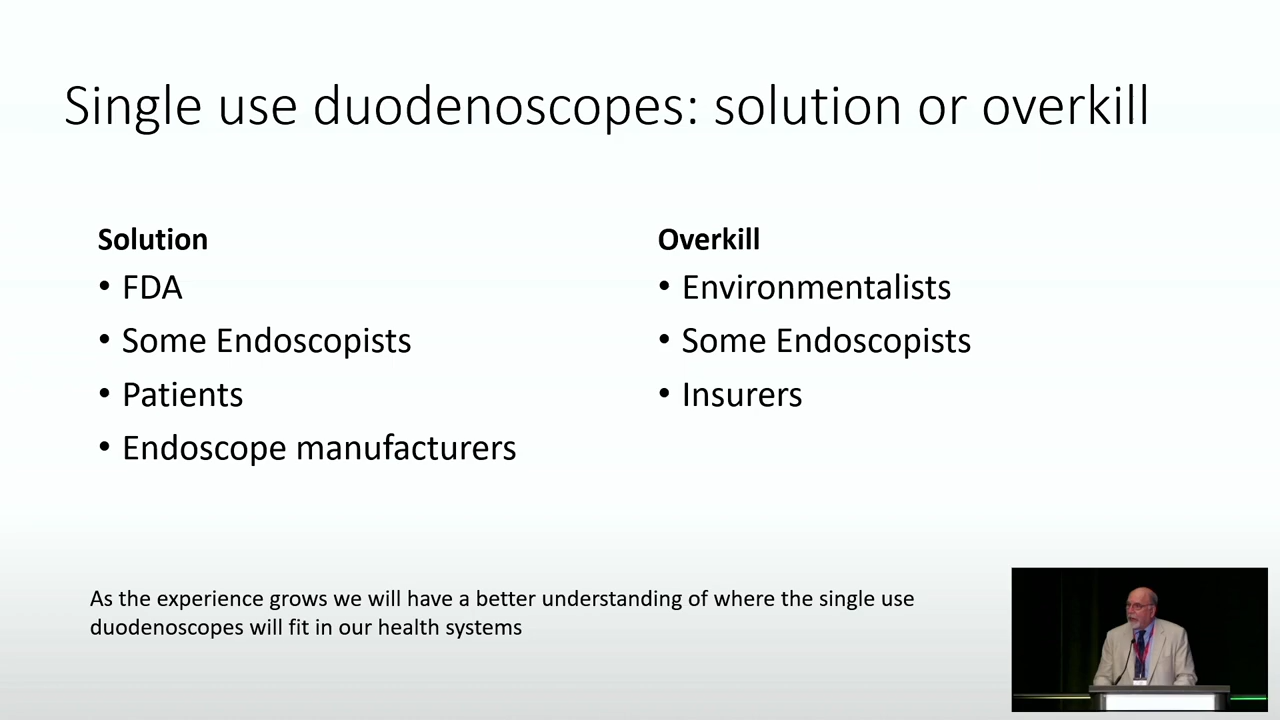 Single use duodenoscopes: solution or overkill
Solution
• FDA
• Some Endoscopists
• Patients
• Endoscope manufacturers
Overkill
• Environmentalists
• Some Endoscopists
• Insurers
As the experience grows we will have a better understanding of where the single use
duodenoscopes will fit in our health systems